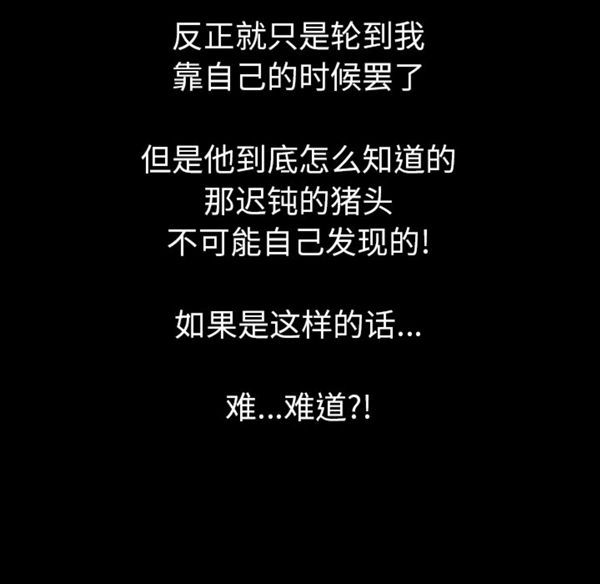 反正就只是轮到我
靠自己的时候罢了
但是他到底怎么知道的
那迟钝的猪头
不可能自己发现的!
如果是这样的话...
难...难道?!